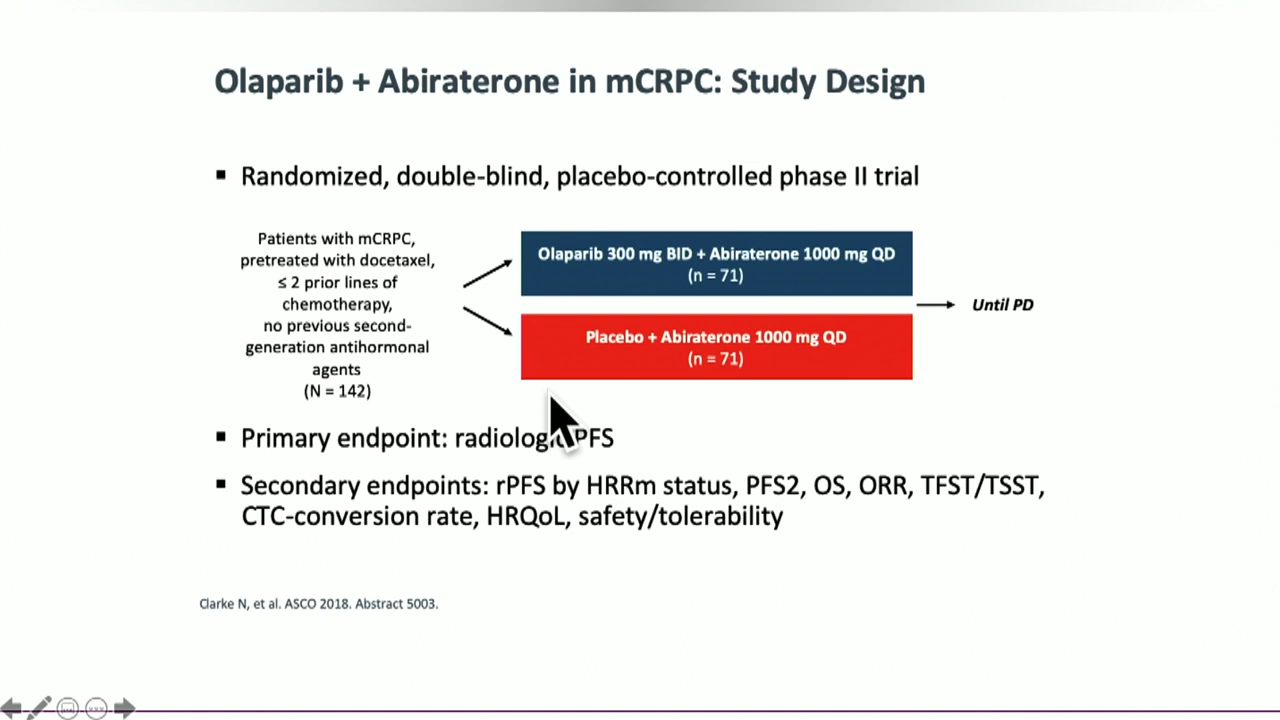 Olaparib + Abiraterone in mCRPC: Study Design
▪ Randomized, double-blind, placebo-controlled phase II trial
Patients with mCRPC,
pretreated with docetaxel,
≤ 2 prior lines of
chemotherapy,
no previous second-
generation antihormonal
agents
(N = 142)
Olaparib 300 mg BID + Abiraterone 1000 mg QD
(n = 71)
Placebo + Abiraterone 1000 mg QD
(n = 71)
Until PD
▪ Primary endpoint: radiologic PFS
▪ Secondary endpoints: rPFS by HRRm status, PFS2, OS, ORR, TFST/TSST,
CTC-conversion rate, HRQoL, safety/tolerability
Clarke N, et al. ASCO 2018. Abstract 5003.